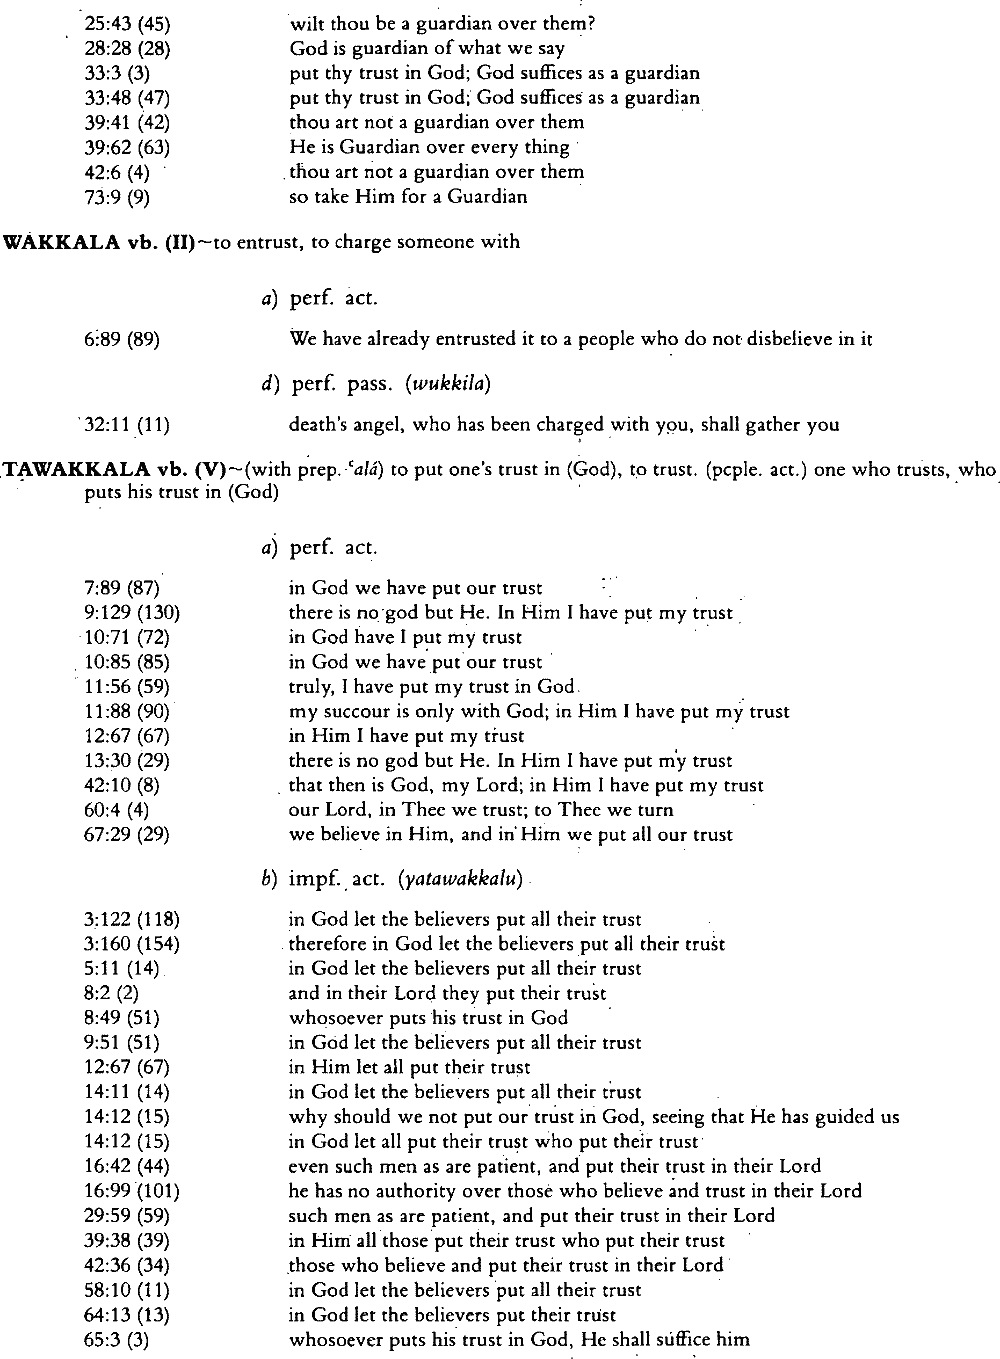 25:43 (45) wilt thou be a guardian over them?
28:28 (28) God is guardian of what we say
33:3 (3) put thy trust in God; God suffices as a guardian
33:48 (47) put thy trust in God; God suffices as a guardian
39:41 (42) thou art not a guardian over them
39:62 (63) He is Guardian over every thing
42:6 (4) thou art not a guardian over them
73:9 (9) so take Him for a Guardian
WAKKALA vb. (II)~to entrust, to charge someone with
a) perf. act.
6:89 (89) We have already entrusted it to a people who do not disbelieve in it
d) perf. pass. (wukkila)
32:11 (11) death's angel, who has been charged with you, shall gather you
TAWAKKALA vb. (V)~(with prep. ʿalá) to put one's trust in (God), to trust. (pcple. act.) one who trusts, who
puts his trust in (God)
a) perf. act.
7:89 (87) in God we have put our trust
9:129 (130) there is no god but He. In Him I have put my trust
10:71 (72) in God have I put my trust
10:85 (85) in God we have put our trust
11:56 (59) truly, I have put my trust in God
11:88 (90) my succour is only with God; in Him I have put my trust
12:67 (67) in Him I have put my trust
13:30 (29) there is no god but He. In Him I have put my trust
42:10 (8) that then is God, my Lord; in Him I have put my trust
60:4 (4) our Lord, in Thee we trust; to Thee we turn
67:29 (29) we believe in Him, and in Him we put all our trust
b) impf. act. (yatawakkalu)
3:122 (118) in God let the believers put all their trust
3:160 (154) therefore in God let the believers put all their trust
5:11 (14) in God let the believers put all their trust
8:2 (2) and in their Lord they put their trust
8:49 (51) whosoever puts his trust in God
9:51 (51) in God let the believers put all their trust
12:67 (67) in Him let all put their trust
14:11 (14) in God let the believers put all their trust
14:12 (15) why should we not put our trust in God, seeing that He has guided us
14:12 (15) in God let all put their trust who put their trust
16:42 (44) even such men as are patient, and put their trust in their Lord
16:99 (101) he has no authority over those who believe and trust in their Lord
29:59 (59) such men as are patient, and put their trust in their Lord
39:38 (39) in Him all those put their trust who put their trust
42:36 (34) those who believe and put their trust in their Lord
58:10 (11) in God let the believers put all their trust
64:13 (13) in God let the believers put their trust
65:3 (3) whosoever puts his trust in God, He shall suffice him